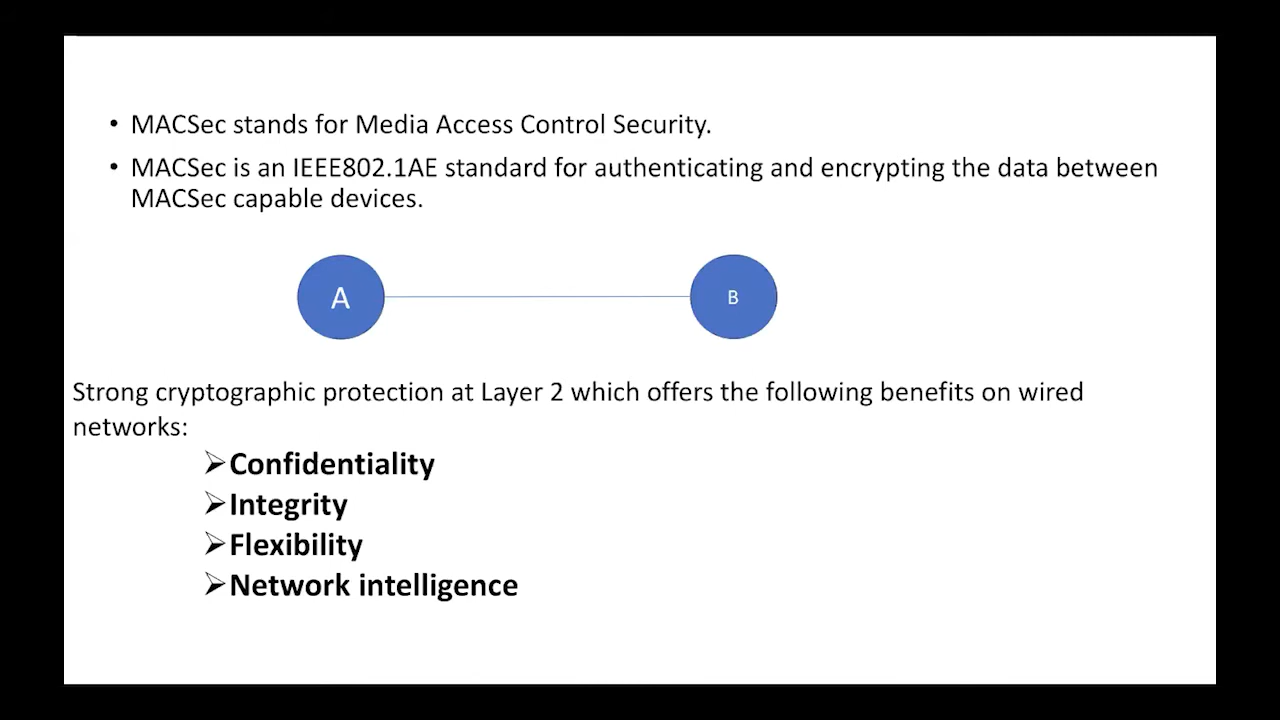 • MACSec stands for Media Access Control Security.
• MACSec is an IEEE802.1AE standard for authenticating and encrypting the data between
MACSec capable devices.
A
B
Strong cryptographic protection at Layer 2 which offers the following benefits on wired
networks:
➢Confidentiality
➢Integrity
➢Flexibility
➢Network intelligence